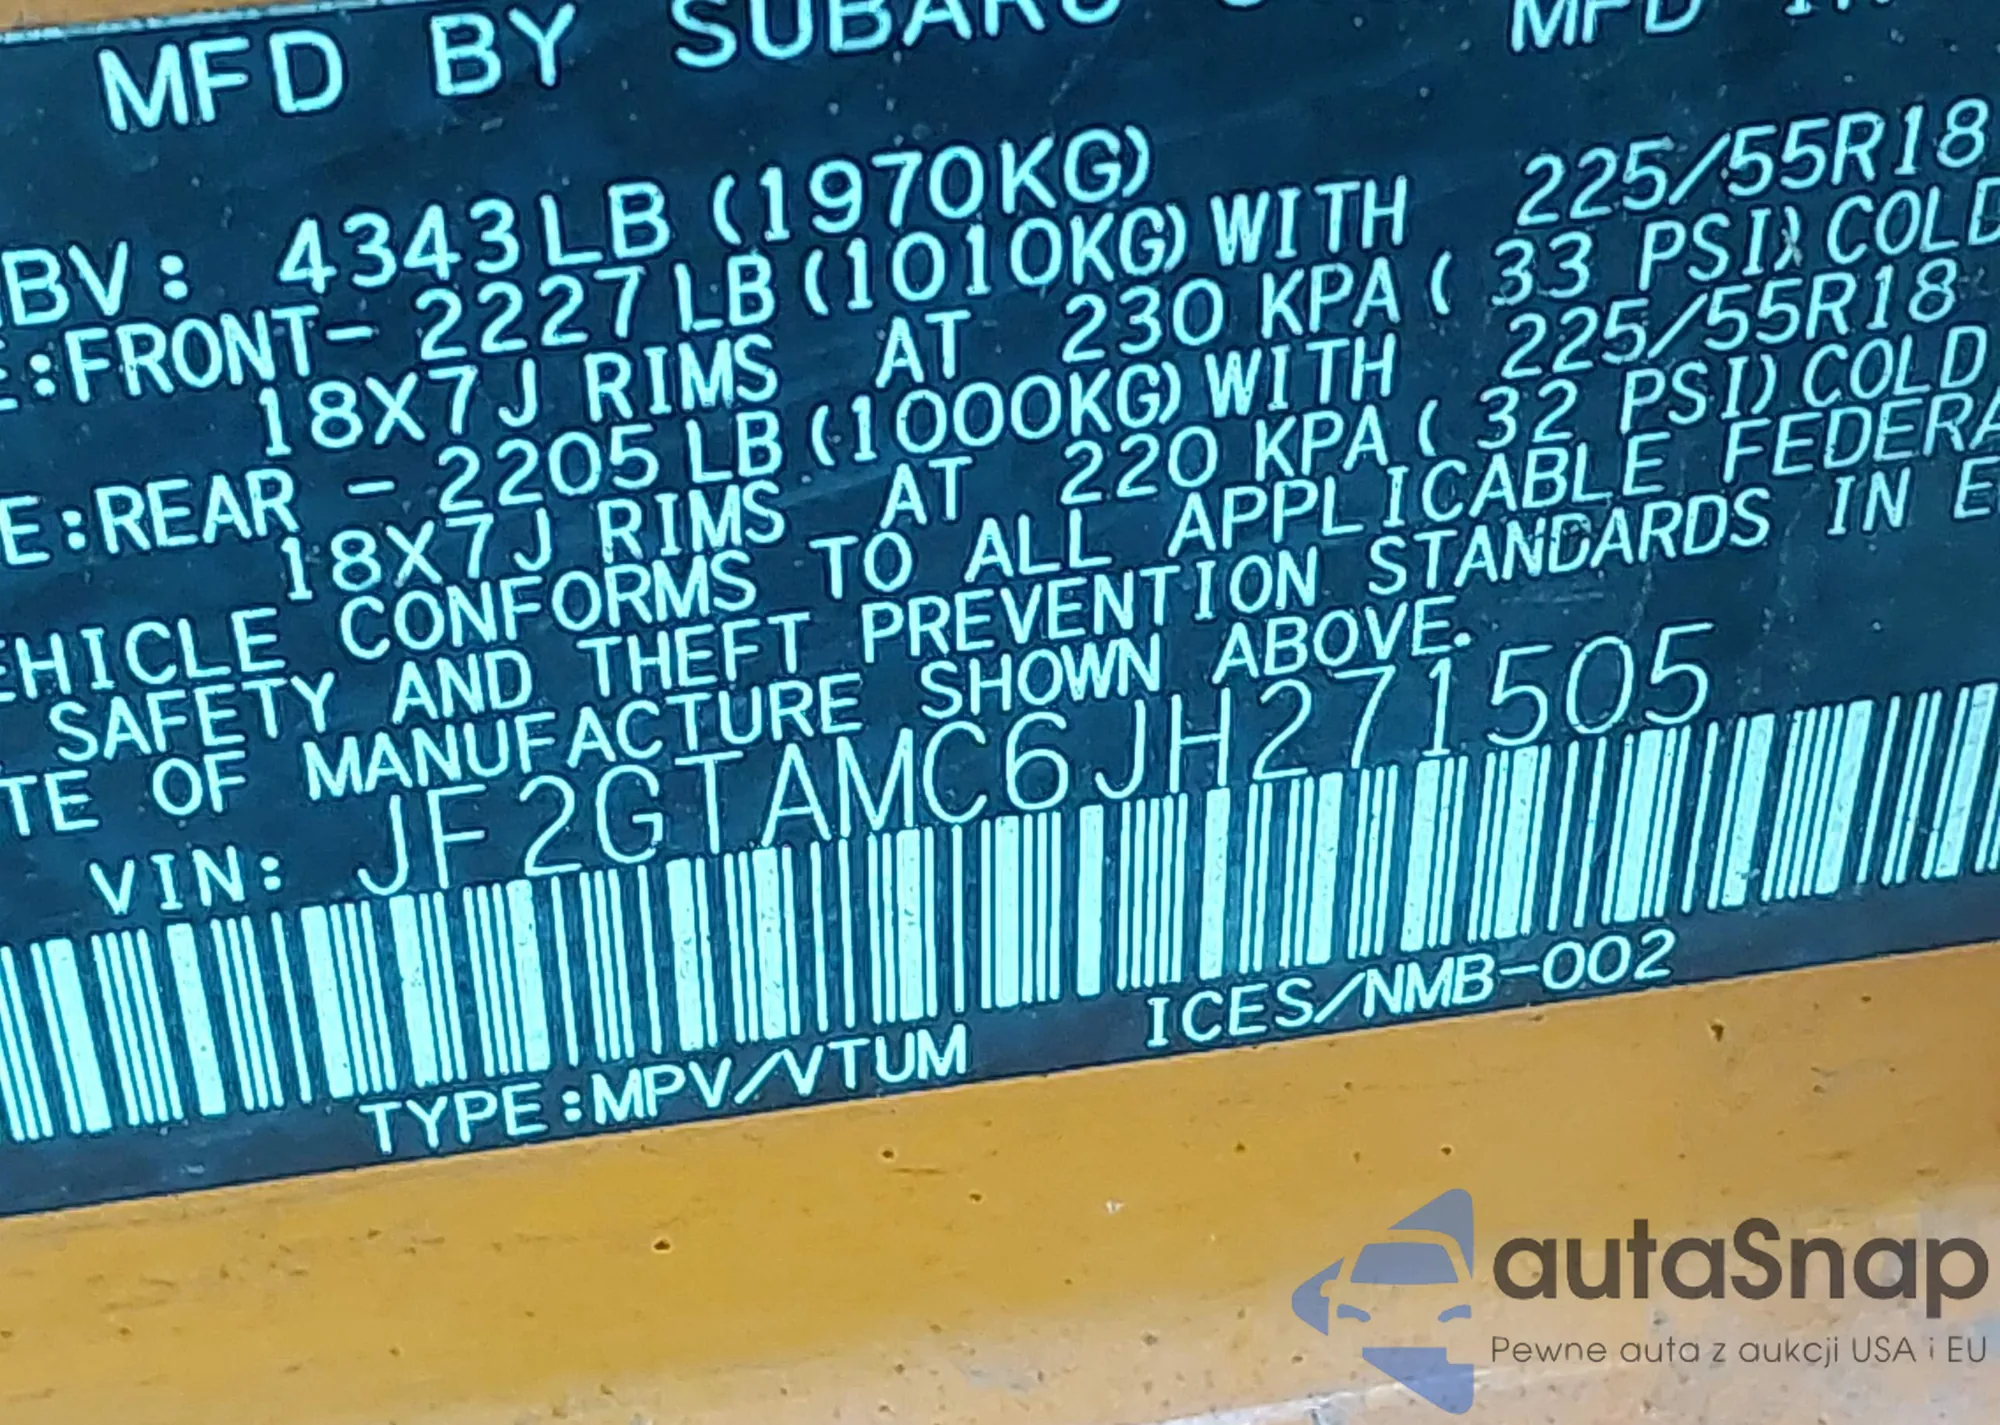 MFD BY SUBARU
MFD
BV: 4343LB (1970KG)
E:FRONT- 2227LB (1010KG) WITH 225/55R18
18X7J RIMS AT 230 KPA ( 33 PSI) COLD
E:REAR - 2205LB (1000KG) WITH 225/55R18
18X7J RIMS AT 220 KPA ( 32 PSI) COLD
EHICLE CONFORMS TO ALL APPLICABLE FEDERA
SAFETY AND THEFT PREVENTION STANDARDS IN E
TE OF MANUFACTURE SHOWN ABOVE.
VIN: JF2GTAMC6JH271505
TYPE:MPV/VTUM ICES/NMB-002
autaSnap
Pewne auta z aukcji USA i EU